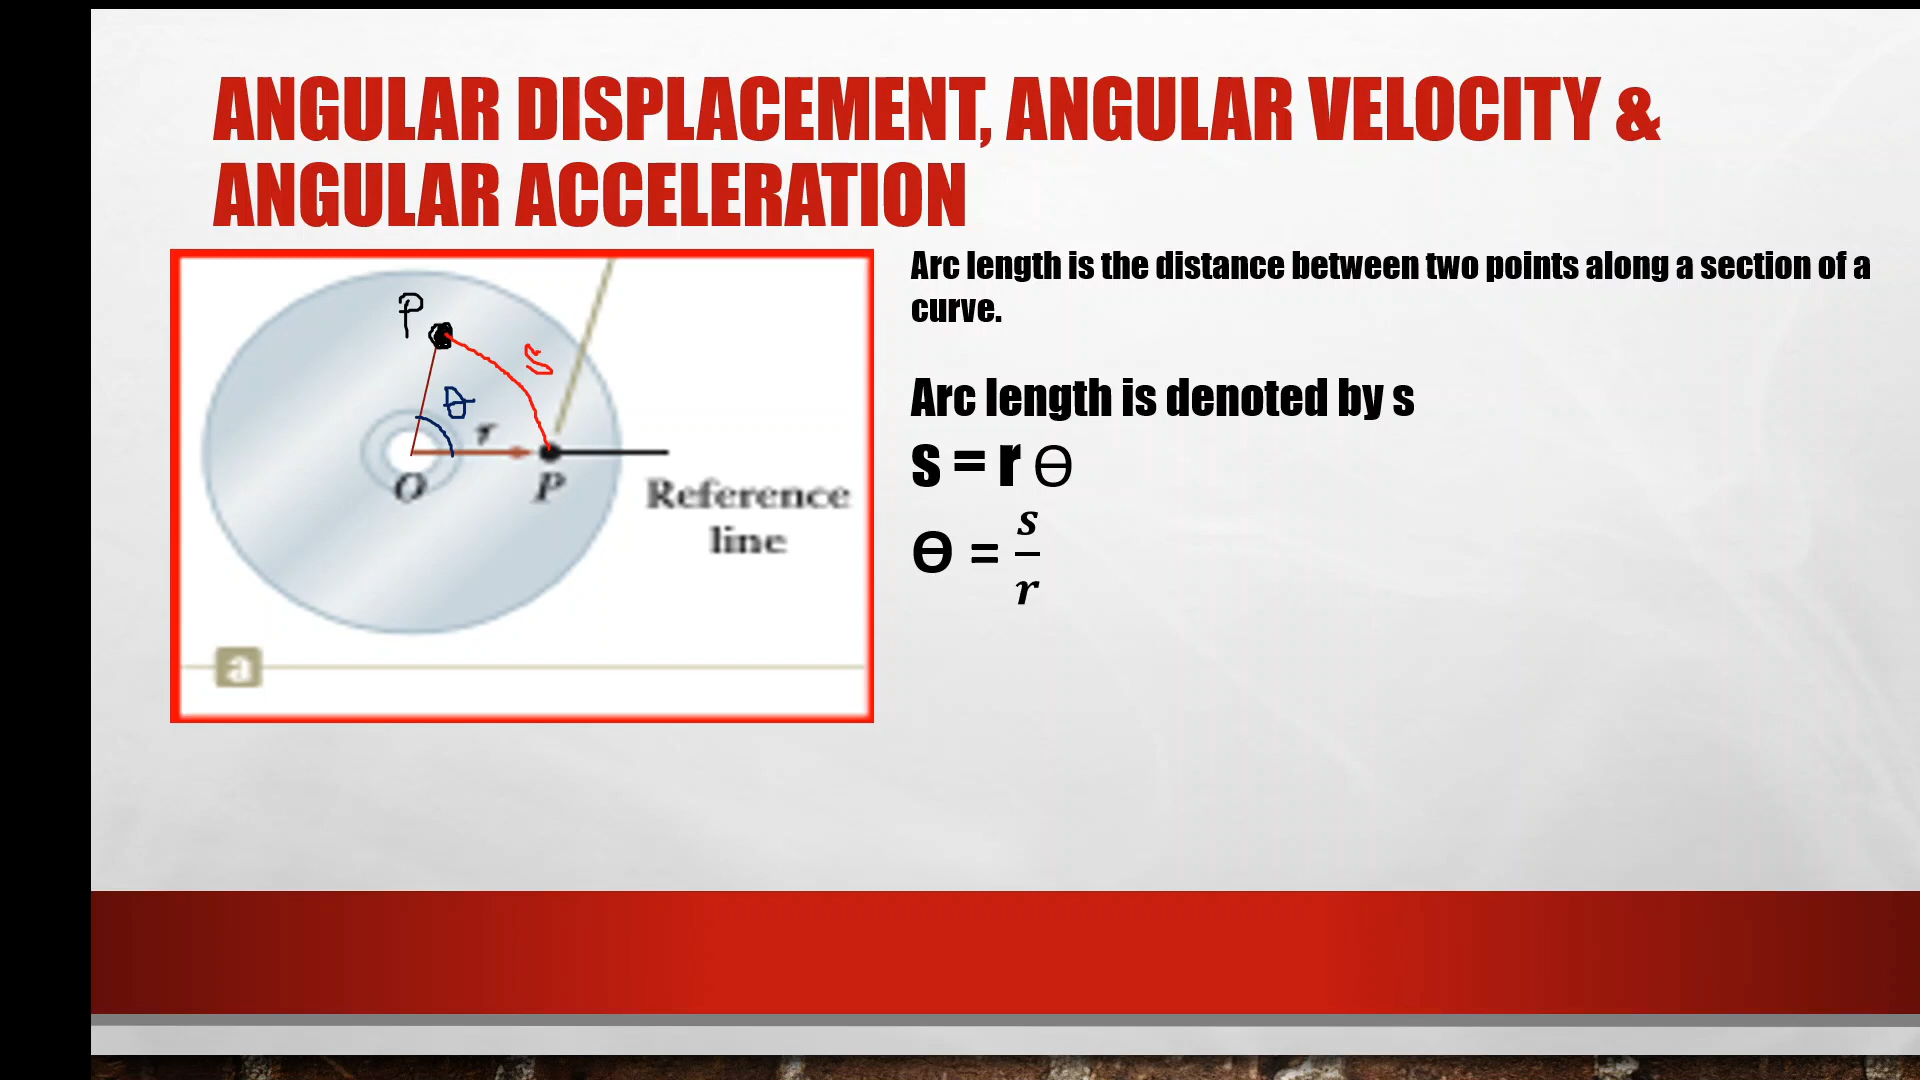 ANGULAR DISPLACEMENT, ANGULAR VELOCITY &
ANGULAR ACCELERATION
P
s
θ
r
O
P
Reference
line
a
Arc length is the distance between two points along a section of a
curve.
Arc length is denoted by s
s = r Ө
Ө = s/r